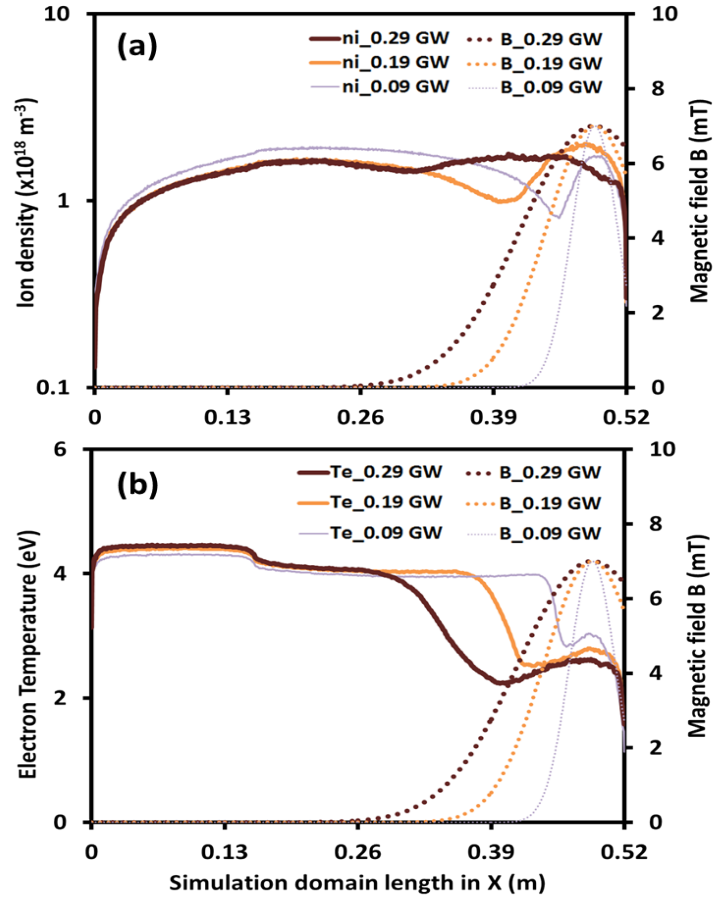 (a)
ni_0.29 GW
B_0.29 GW
ni_0.19 GW
B_0.19 GW
ni_0.09 GW
B_0.09 GW
10
1
0.1
Ion density (x10¹⁸ m⁻³)
10
8
6
4
2
0
Magnetic field B (mT)
0
0.13
0.26
0.39
0.52
(b)
Te_0.29 GW
B_0.29 GW
Te_0.19 GW
B_0.19 GW
Te_0.09 GW
B_0.09 GW
6
4
2
0
Electron Temperature (eV)
10
8
6
4
2
0
Magnetic field B (mT)
0
0.13
0.26
0.39
0.52
Simulation domain length in X (m)